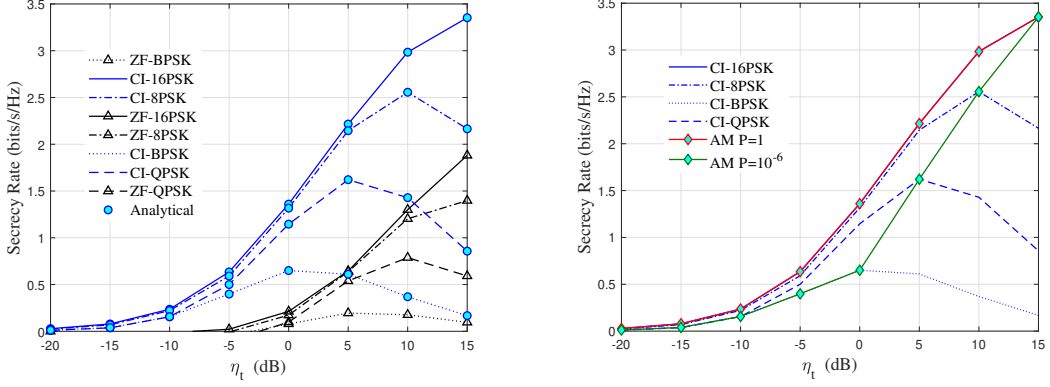 3.5
3
2.5
2
1.5
1
0.5
0
Secrecy Rate (bits/s/Hz)
ZF-BPSK
CI-16PSK
CI-8PSK
ZF-16PSK
ZF-8PSK
CI-BPSK
CI-QPSK
ZF-QPSK
Analytical
-20 -15 -10 -5 0 5 10 15
η_t (dB)
3.5
3
2.5
2
1.5
1
0.5
0
Secrecy Rate (bits/s/Hz)
CI-16PSK
CI-8PSK
CI-BPSK
CI-QPSK
AM P=1
AM P=10^-6
-20 -15 -10 -5 0 5 10 15
η_t (dB)